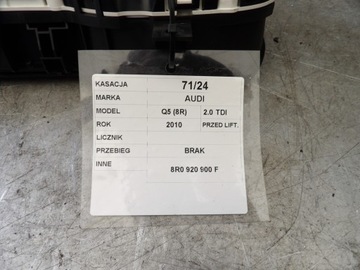 KASACJA 71/24
MARKA AUDI
MODEL Q5 (8R) 2.0 TDI
ROK 2010 PRZED LIFT.
LICZNIK
PRZEBIEG BRAK
INNE 8R0 920 900 F